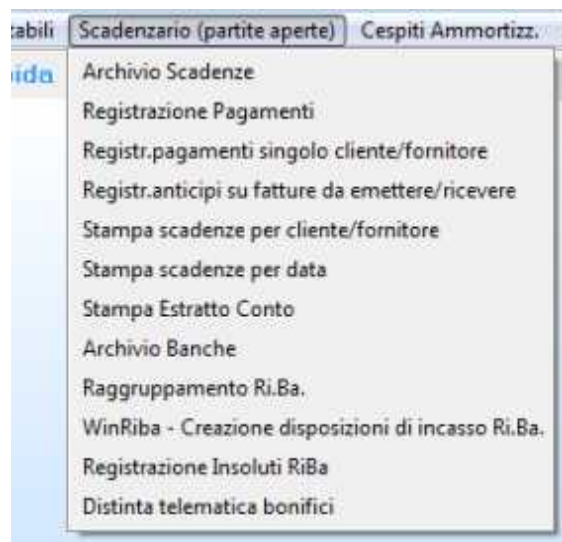 tabili Scadenzario (partite aperte) Cespiti Ammortizz.
Archivio Scadenze
Registrazione Pagamenti
Registr.pagamenti singolo cliente/fornitore
Registr.anticipi su fatture da emettere/ricevere
Stampa scadenze per cliente/fornitore
Stampa scadenze per data
Stampa Estratto Conto
Archivio Banche
Raggruppamento Ri.Ba.
WinRiba - Creazione disposizioni di incasso Ri.Ba.
Registrazione Insoluti RiBa
Distinta telematica bonifici